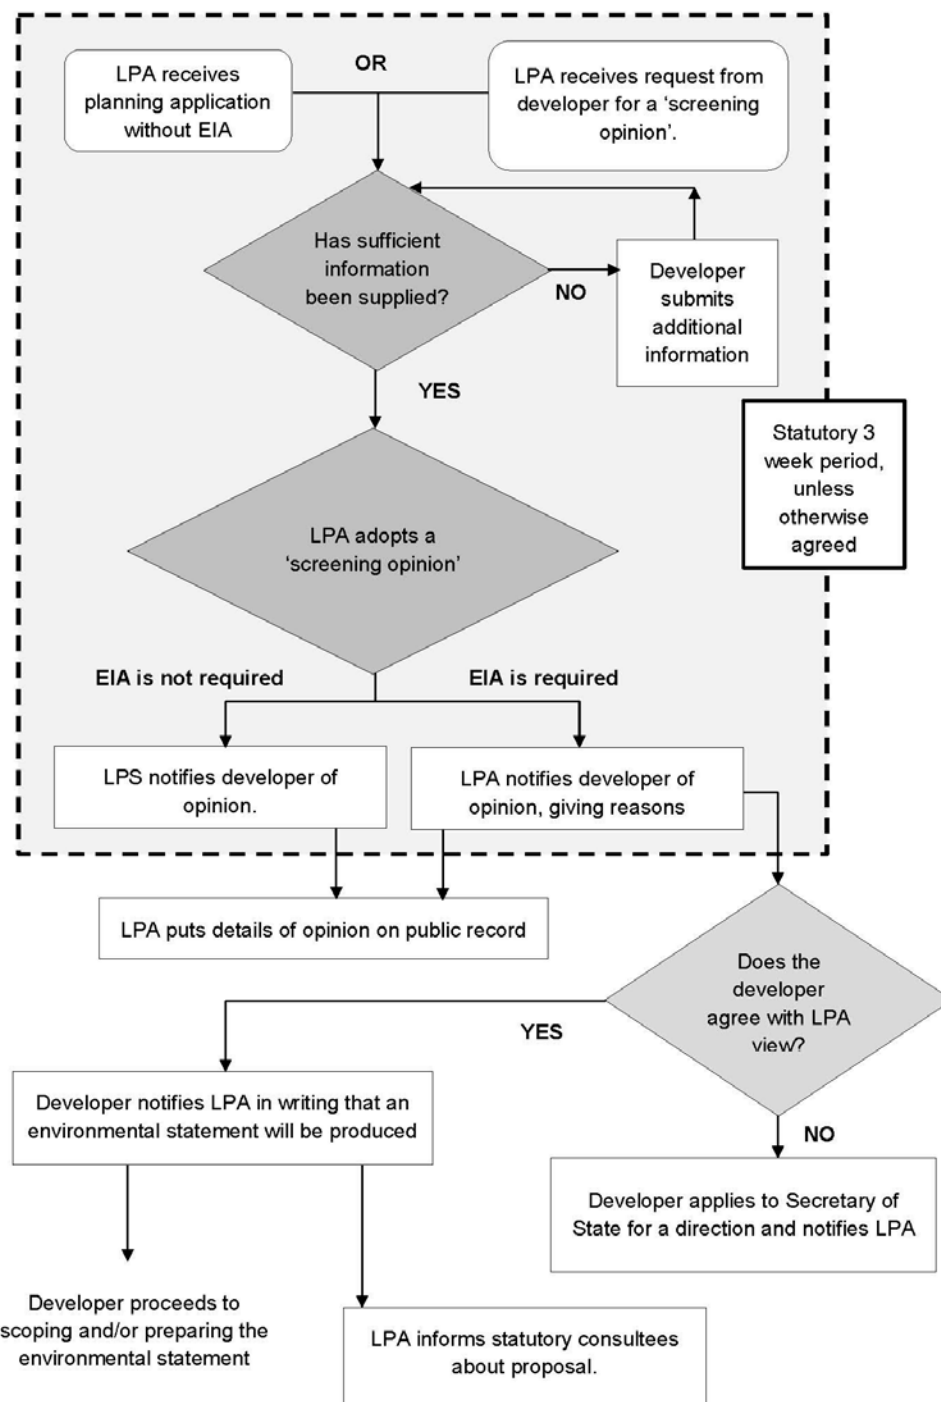 LPA receives
planning application
without EIA
OR
LPA receives request from
developer for a ‘screening
opinion’.
Has sufficient
information
been supplied?
NO
Developer
submits
additional
information
YES
Statutory 3
week period,
unless
otherwise
agreed
LPA adopts a
‘screening opinion’
EIA is not required
EIA is required
LPS notifies developer of
opinion.
LPA notifies developer of
opinion, giving reasons
LPA puts details of opinion on public record
Does the
developer
agree with LPA
view?
YES
Developer notifies LPA in writing that an
environmental statement will be produced
NO
Developer applies to Secretary of
State for a direction and notifies LPA
Developer proceeds to
scoping and/or preparing the
environmental statement
LPA informs statutory consultees
about proposal.